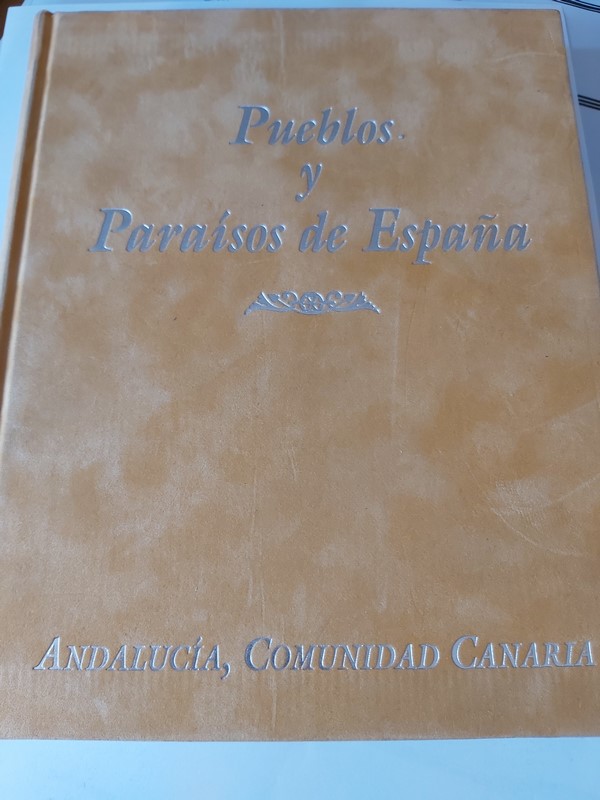 Pueblos
y
Paraísos de España
ANDALUCÍA, COMUNIDAD CANARIA